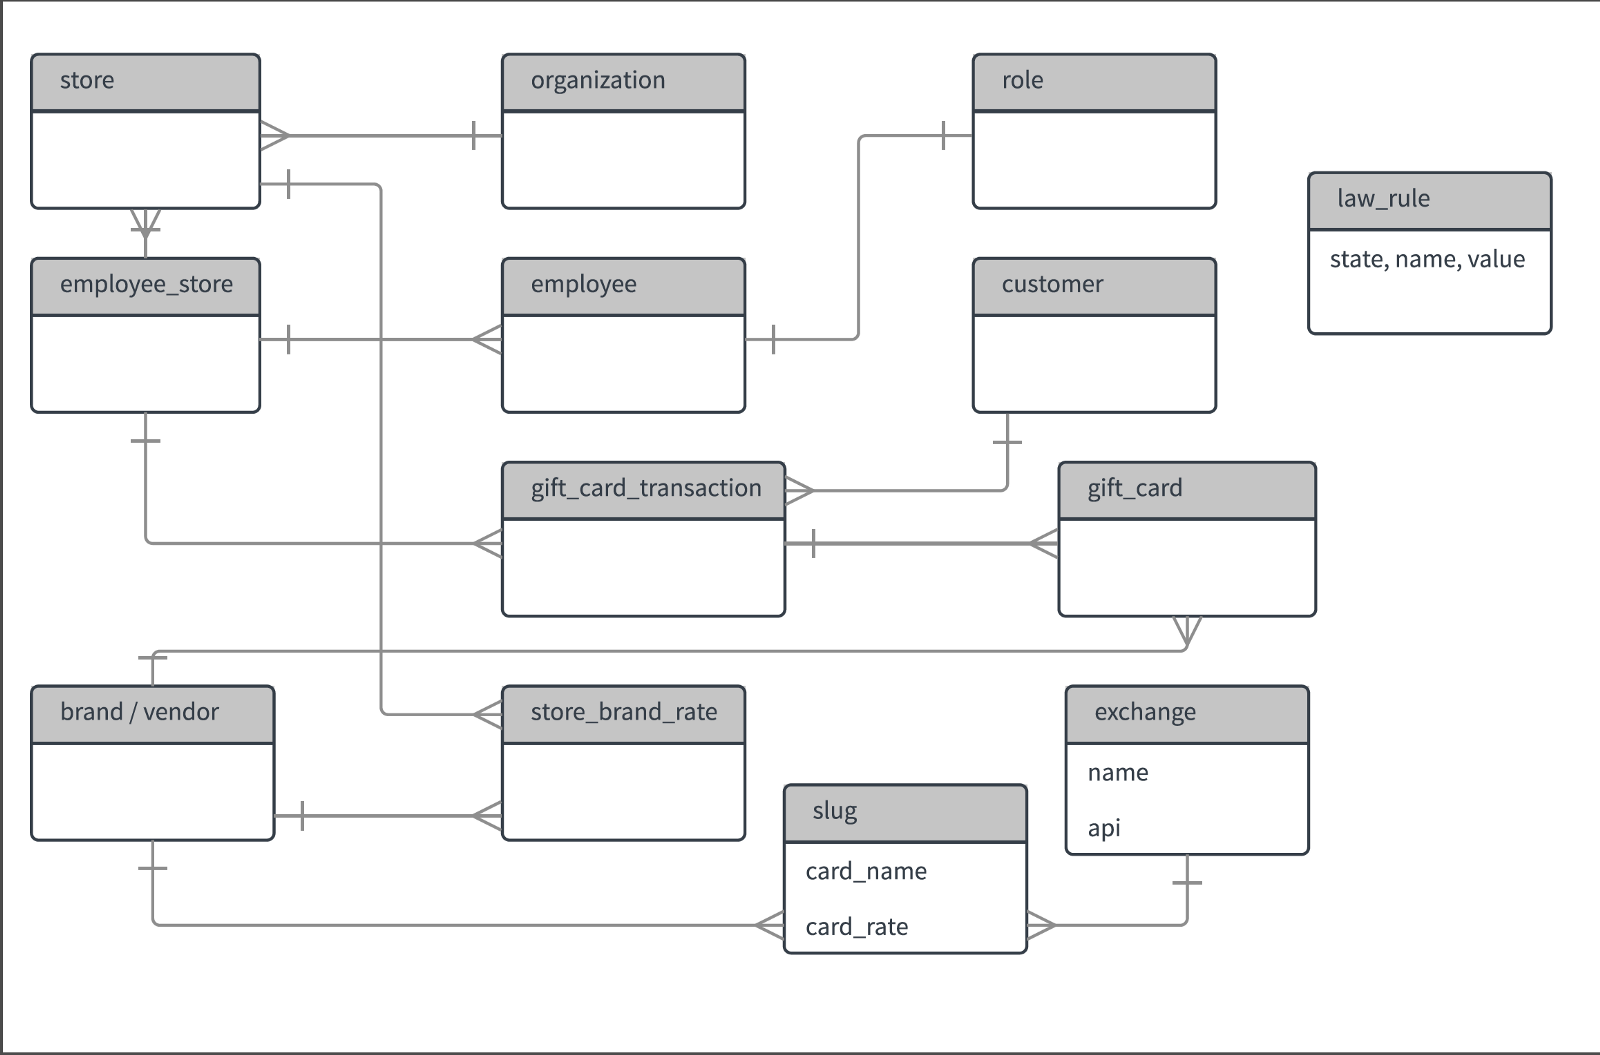 store
organization
role
law_rule
state, name, value
employee_store
employee
customer
gift_card_transaction
gift_card
brand / vendor
store_brand_rate
exchange
name
api
slug
card_name
card_rate